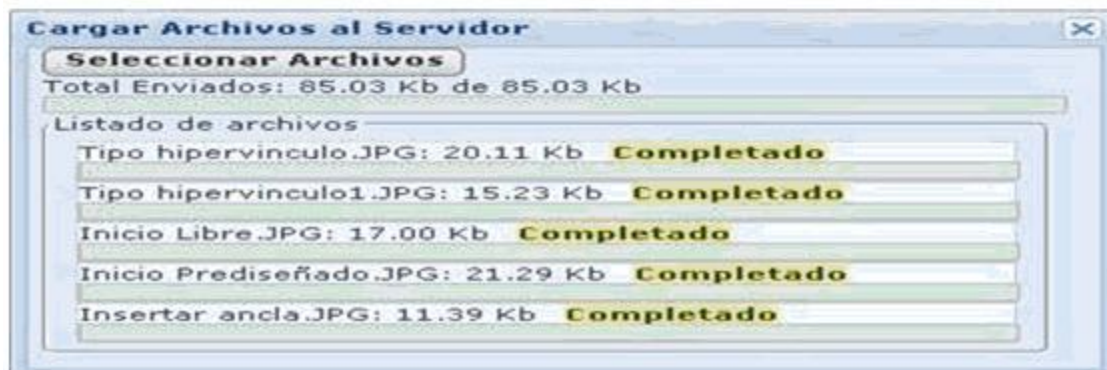 Cargar Archivos al Servidor
Seleccionar Archivos
Total Enviados: 85.03 Kb de 85.03 Kb
Listado de archivos
Tipo hipervinculo.JPG: 20.11 Kb Completado
Tipo hipervinculo1.JPG: 15.23 Kb Completado
Inicio Libre.JPG: 17.00 Kb Completado
Inicio Prediseñado.JPG: 21.29 Kb Completado
Insertar ancla.JPG: 11.39 Kb Completado